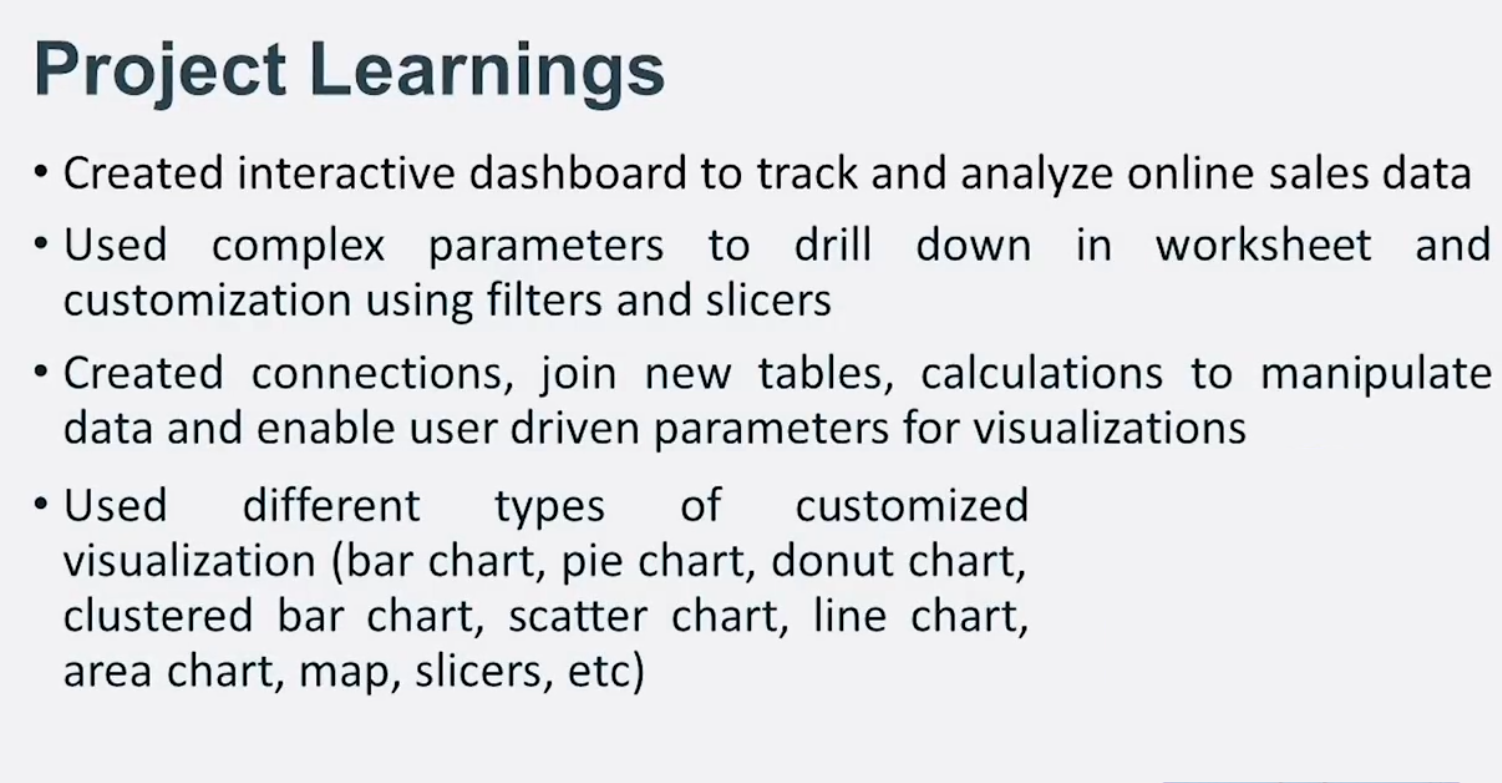 Project Learnings
• Created interactive dashboard to track and analyze online sales data
• Used complex parameters to drill down in worksheet and
customization using filters and slicers
• Created connections, join new tables, calculations to manipulate
data and enable user driven parameters for visualizations
• Used different types of customized
visualization (bar chart, pie chart, donut chart,
clustered bar chart, scatter chart, line chart,
area chart, map, slicers, etc)